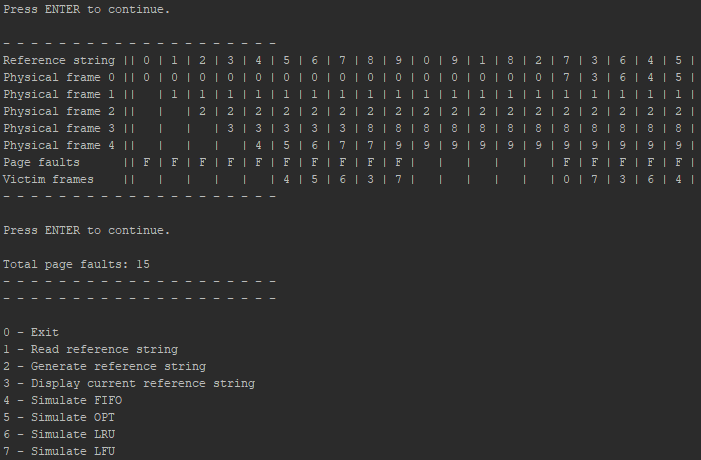 Press ENTER to continue.
- - - - - - - - - - - - - - - - - - - -
Reference string || 0 | 1 | 2 | 3 | 4 | 5 | 6 | 7 | 8 | 9 | 0 | 9 | 1 | 8 | 2 | 7 | 3 | 6 | 4 | 5 |
Physical frame 0 || 0 | 0 | 0 | 0 | 0 | 0 | 0 | 0 | 0 | 0 | 0 | 0 | 0 | 0 | 0 | 7 | 3 | 6 | 4 | 5 |
Physical frame 1 ||   | 1 | 1 | 1 | 1 | 1 | 1 | 1 | 1 | 1 | 1 | 1 | 1 | 1 | 1 | 1 | 1 | 1 | 1 | 1 |
Physical frame 2 ||   |   | 2 | 2 | 2 | 2 | 2 | 2 | 2 | 2 | 2 | 2 | 2 | 2 | 2 | 2 | 2 | 2 | 2 | 2 |
Physical frame 3 ||   |   |   | 3 | 3 | 3 | 3 | 3 | 8 | 8 | 8 | 8 | 8 | 8 | 8 | 8 | 8 | 8 | 8 | 8 |
Physical frame 4 ||   |   |   |   | 4 | 5 | 6 | 7 | 7 | 9 | 9 | 9 | 9 | 9 | 9 | 9 | 9 | 9 | 9 | 9 |
Page faults      || F | F | F | F | F | F | F | F | F | F |   |   |   |   |   | F | F | F | F | F |
Victim frames    ||   |   |   |   |   | 4 | 5 | 6 | 3 | 7 |   |   |   |   |   | 0 | 7 | 3 | 6 | 4 |
- - - - - - - - - - - - - - - - - - - -
Press ENTER to continue.
Total page faults: 15
- - - - - - - - - - - - - - - - - - - -
- - - - - - - - - - - - - - - - - - - -
0 - Exit
1 - Read reference string
2 - Generate reference string
3 - Display current reference string
4 - Simulate FIFO
5 - Simulate OPT
6 - Simulate LRU
7 - Simulate LFU